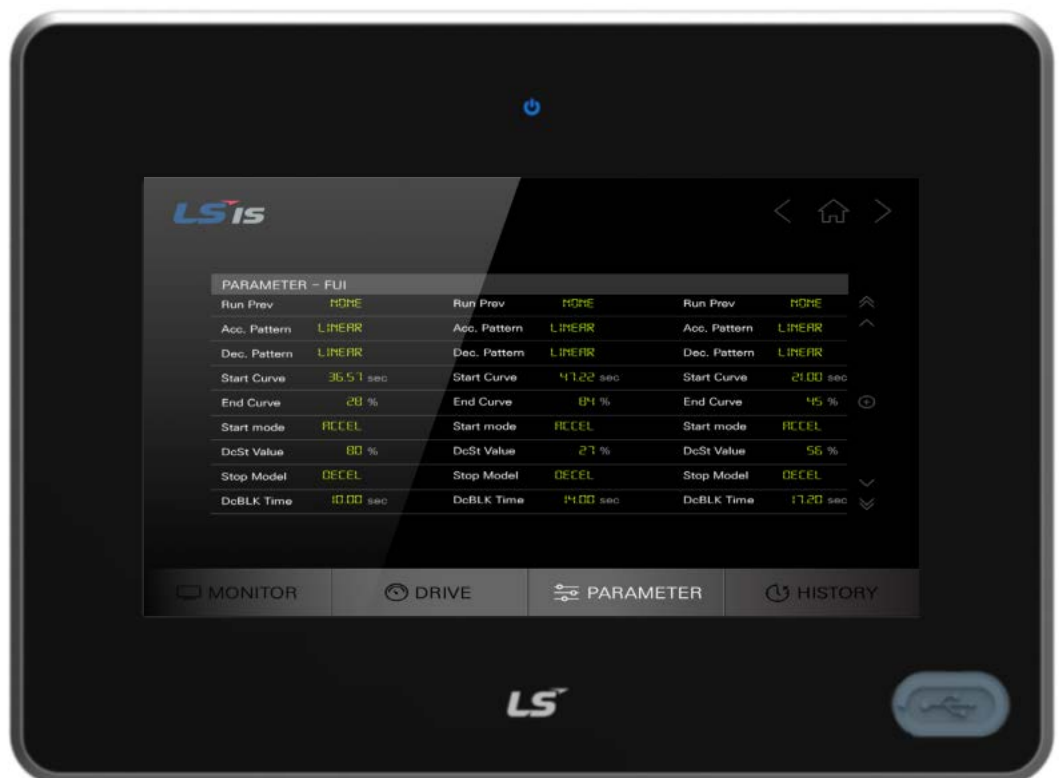 LSIS
PARAMETER - FUI
Run Prev NONE Run Prev NONE Run Prev NONE
Acc. Pattern LINEAR Acc. Pattern LINEAR Acc. Pattern LINEAR
Dec. Pattern LINEAR Dec. Pattern LINEAR Dec. Pattern LINEAR
Start Curve 36.57 sec Start Curve 47.22 sec Start Curve 21.00 sec
End Curve 28 % End Curve 84 % End Curve 45 %
Start mode ACCEL Start mode ACCEL Start mode ACCEL
DcSt Value 80 % DcSt Value 27 % DcSt Value 56 %
Stop Model DECEL Stop Model DECEL Stop Model DECEL
DcBLK Time 10.00 sec DcBLK Time 14.00 sec DcBLK Time 17.20 sec
MONITOR DRIVE PARAMETER HISTORY
LS